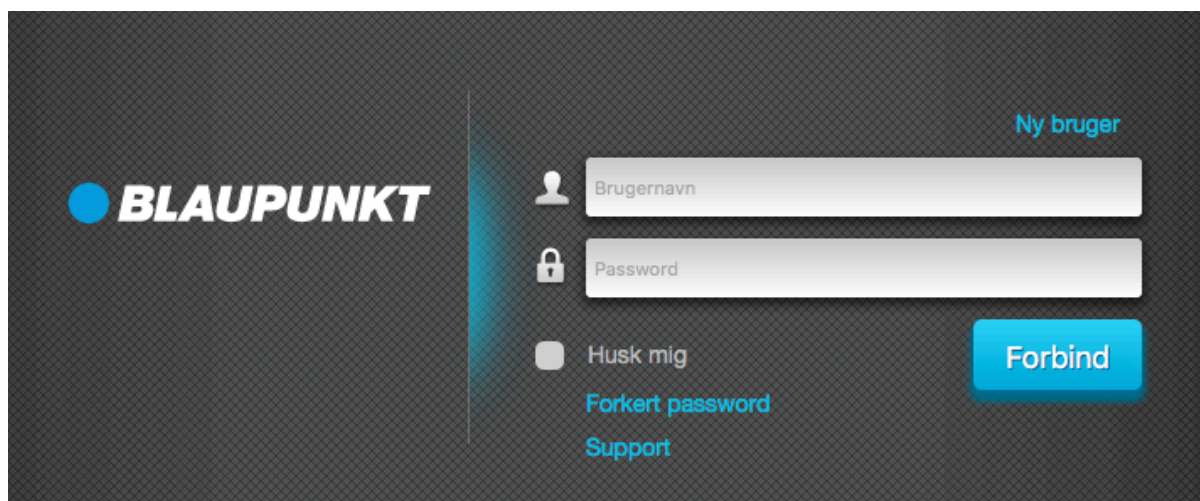 Ny bruger
BLAUPUNKT
Brugernavn
Password
Husk mig
Forbind
Forkert password
Support